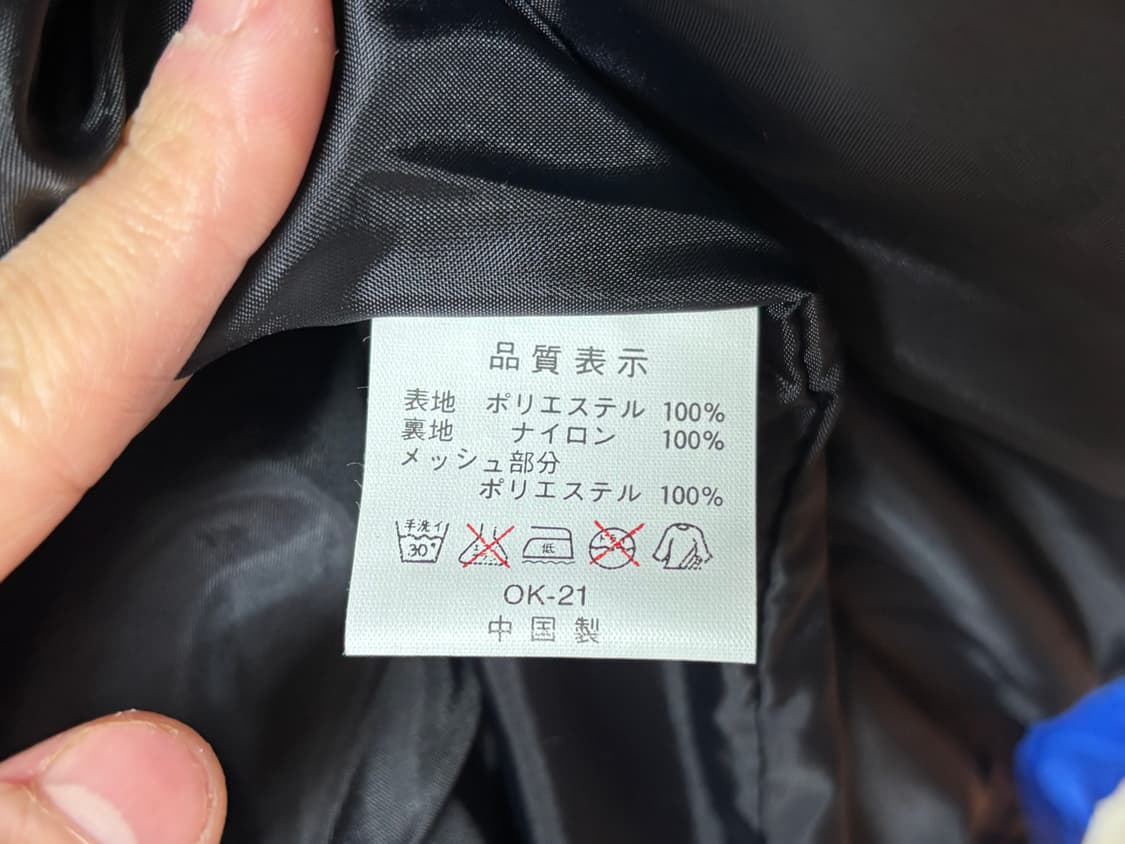 品質表示
表地 ポリエステル 100%
裏地 ナイロン 100%
メッシュ部分
ポリエステル 100%
手洗イ
30°
低
OK-21
中国製